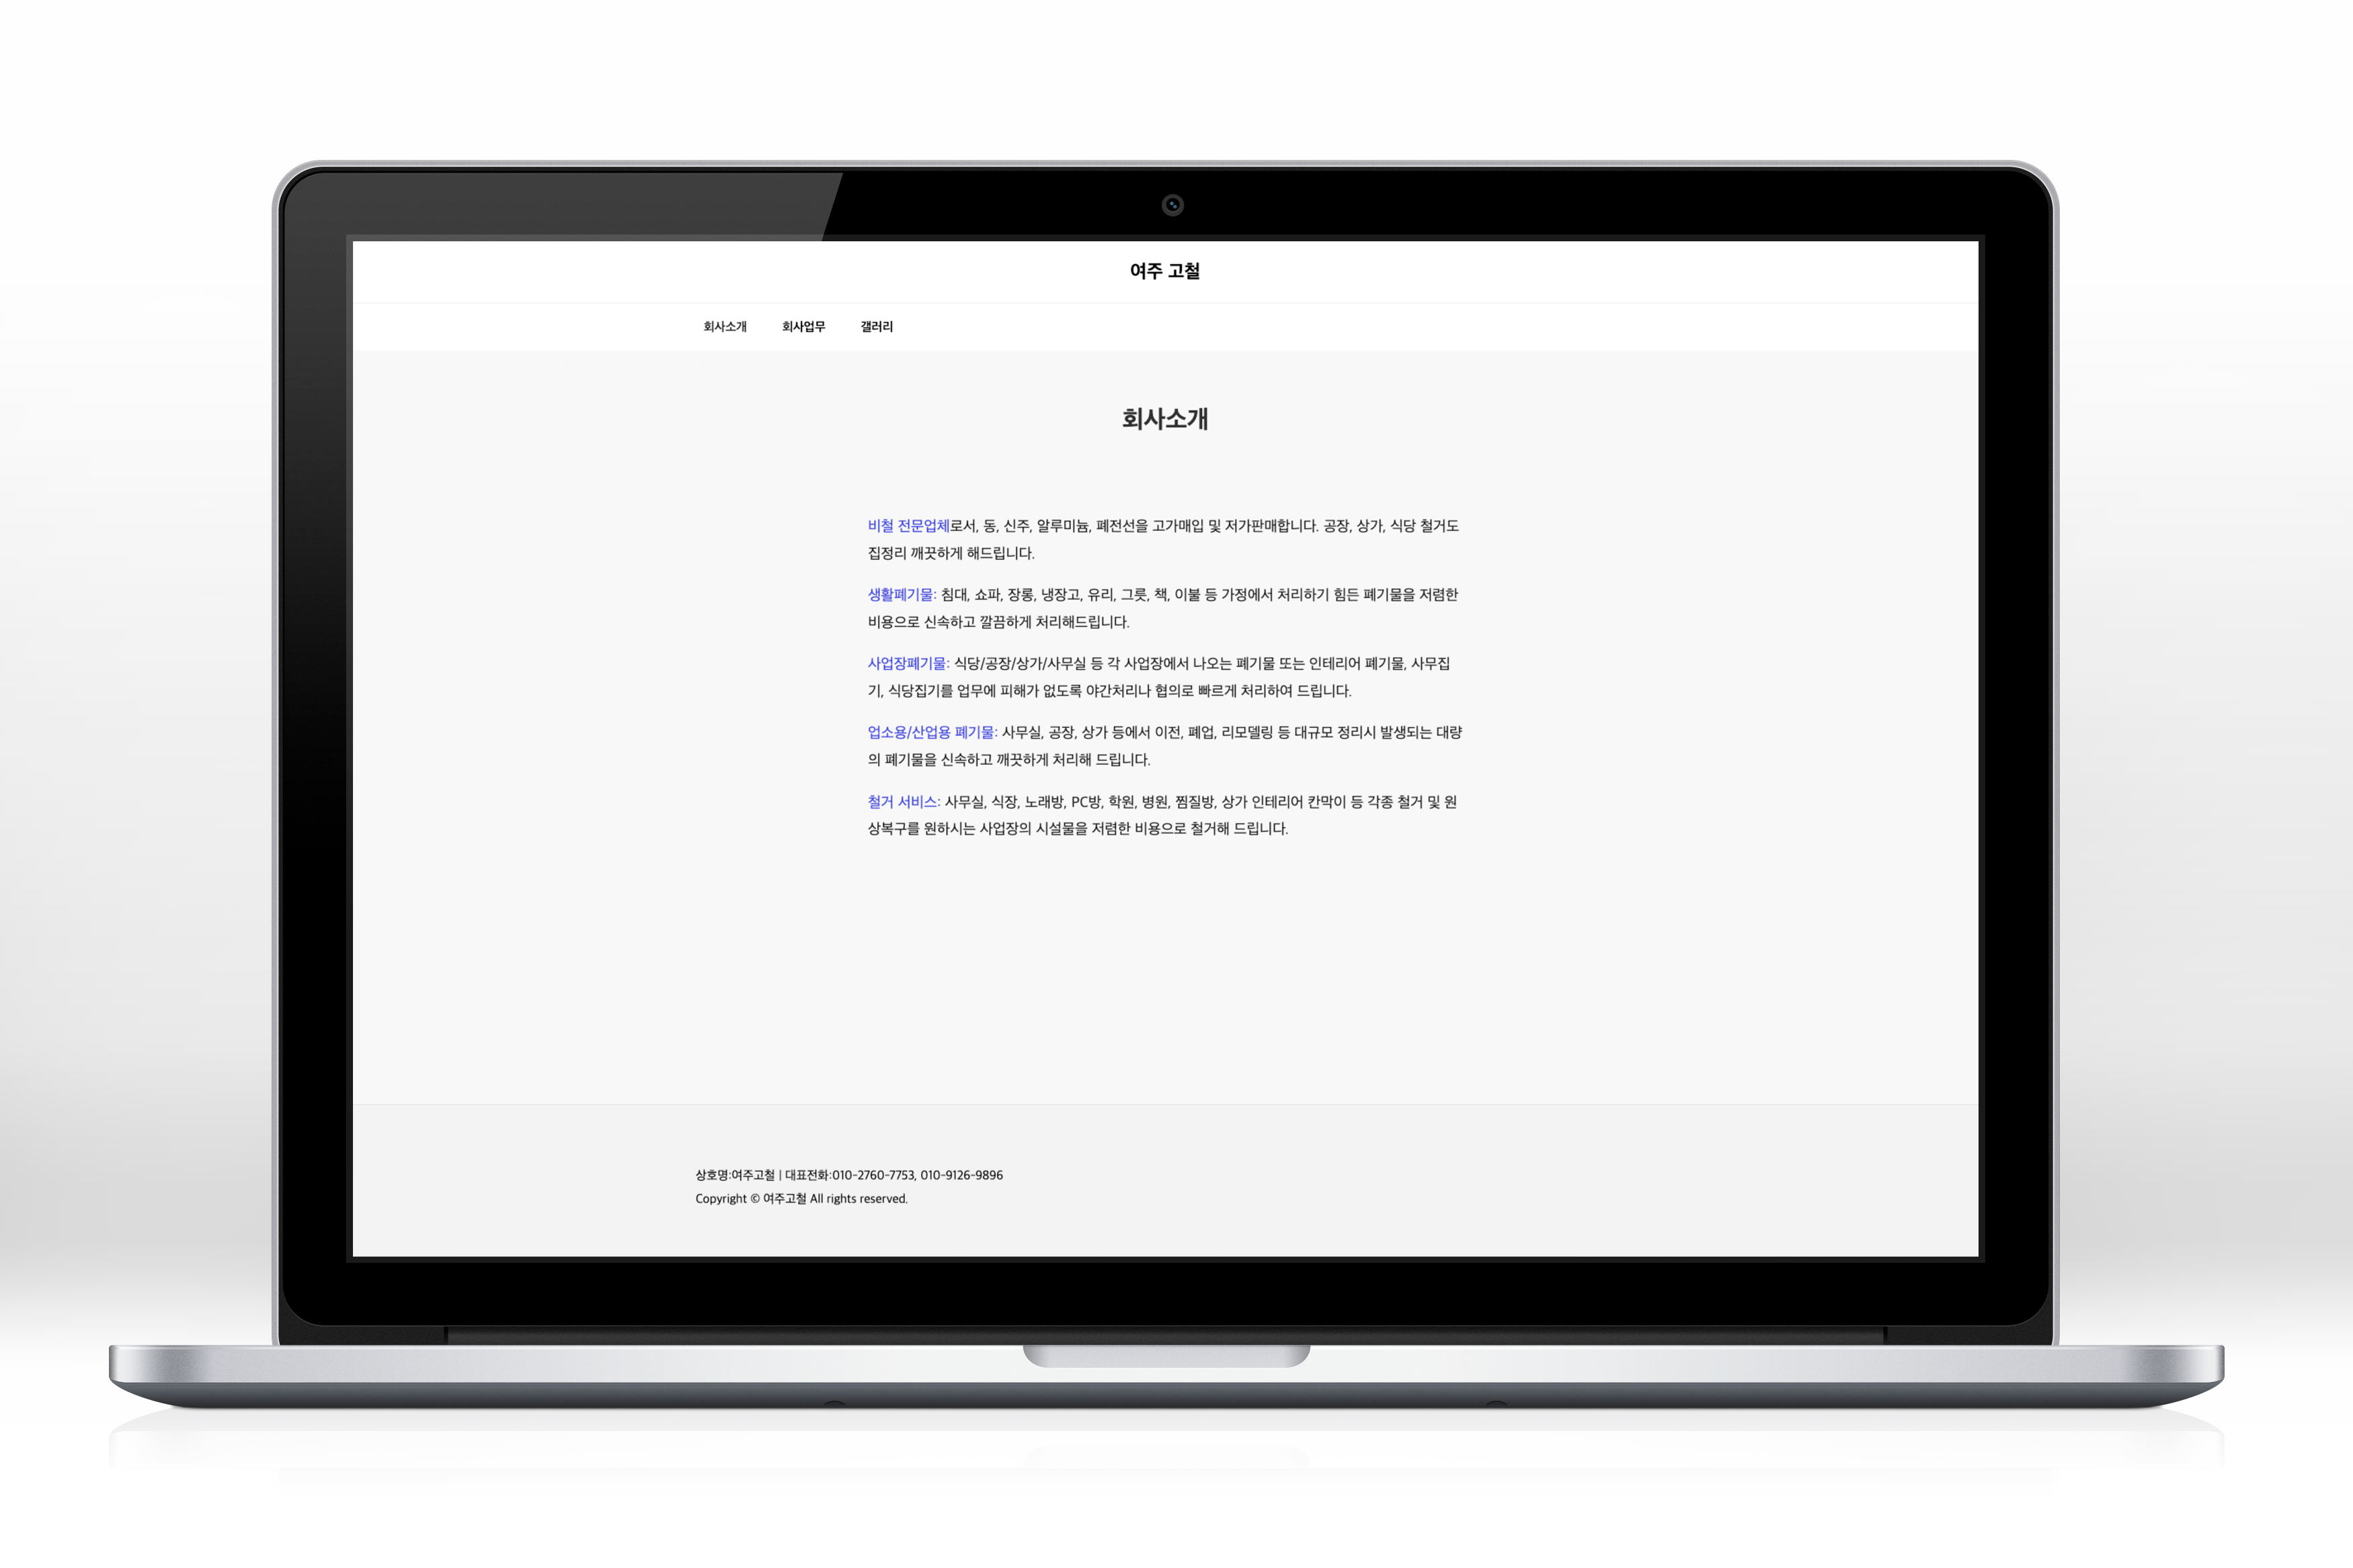 여주 고철
회사소개 회사업무 갤러리
회사소개
비철 전문업체로서, 동, 신주, 알루미늄, 폐전선을 고가매입 및 저가판매합니다. 공장, 상가, 식당 철거도
집정리 깨끗하게 해드립니다.
생활폐기물: 침대, 쇼파, 장롱, 냉장고, 유리, 그릇, 책, 이불 등 가정에서 처리하기 힘든 폐기물을 저렴한
비용으로 신속하고 깔끔하게 처리해드립니다.
사업장폐기물: 식당/공장/상가/사무실 등 각 사업장에서 나오는 폐기물 또는 인테리어 폐기물, 사무집
기, 식당집기를 업무에 피해가 없도록 야간처리나 협의로 빠르게 처리하여 드립니다.
업소용/산업용 폐기물: 사무실, 공장, 상가 등에서 이전, 폐업, 리모델링 등 대규모 정리시 발생되는 대량
의 폐기물을 신속하고 깨끗하게 처리해 드립니다.
철거 서비스: 사무실, 식장, 노래방, PC방, 학원, 병원, 찜질방, 상가 인테리어 칸막이 등 각종 철거 및 원
상복구를 원하시는 사업장의 시설물을 저렴한 비용으로 철거해 드립니다.
상호명:여주고철 | 대표전화:010-2760-7753, 010-9126-9896
Copyright © 여주고철 All rights reserved.